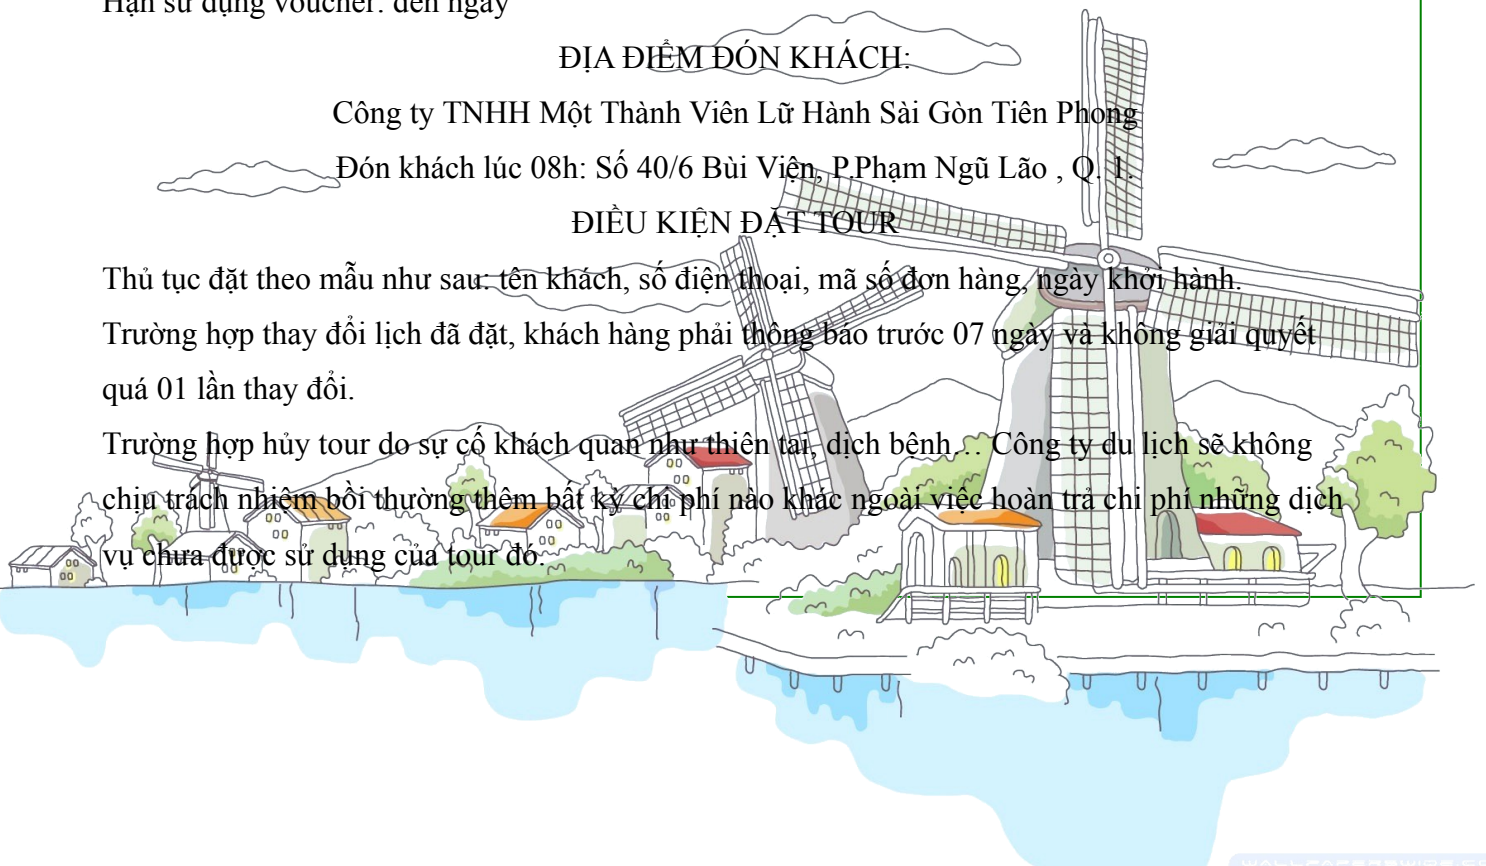 Hạn sử dụng voucher: đến ngày
ĐỊA ĐIỂM ĐÓN KHÁCH:
Công ty TNHH Một Thành Viên Lữ Hành Sài Gòn Tiên Phong
Đón khách lúc 08h: Số 40/6 Bùi Viện, P.Phạm Ngũ Lão , Q. 1.
ĐIỀU KIỆN ĐẶT TOUR
Thủ tục đặt theo mẫu như sau: tên khách, số điện thoại, mã số đơn hàng, ngày khởi hành.
Trường hợp thay đổi lịch đã đặt, khách hàng phải thông báo trước 07 ngày và không giải quyết
quá 01 lần thay đổi.
Trường hợp hủy tour do sự cố khách quan như thiên tai, dịch bệnh… Công ty du lịch sẽ không
chịu trách nhiệm bồi thường thêm bất kỳ chi phí nào khác ngoài việc hoàn trả chi phí những dịch
vụ chưa được sử dụng của tour đó.